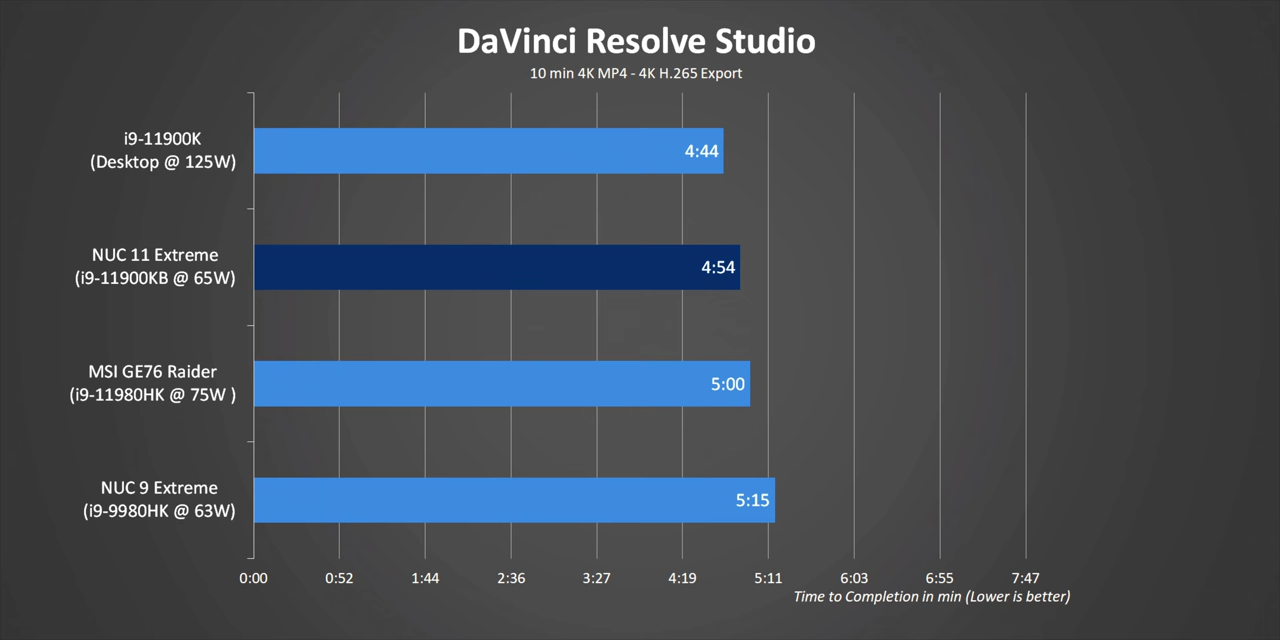 DaVinci Resolve Studio
10 min 4K MP4 - 4K H.265 Export
i9-11900K
(Desktop @ 125W)
4:44
NUC 11 Extreme
(i9-11900KB @ 65W)
4:54
MSI GE76 Raider
(i9-11980HK @ 75W )
5:00
NUC 9 Extreme
(i9-9980HK @ 63W)
5:15
0:00 0:52 1:44 2:36 3:27 4:19 5:11 6:03 6:55 7:47
Time to Completion in min (Lower is better)